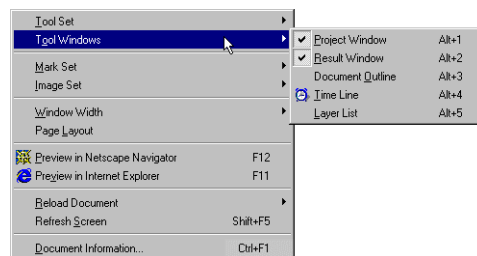 Tool Set
Tool Windows
Mark Set
Image Set
Window Width
Page Layout
Preview in Netscape Navigator F12
Preview in Internet Explorer F11
Reload Document
Refresh Screen Shift+F5
Document Information... Ctrl+F1
Project Window Alt+1
Result Window Alt+2
Document Outline Alt+3
Time Line Alt+4
Layer List Alt+5